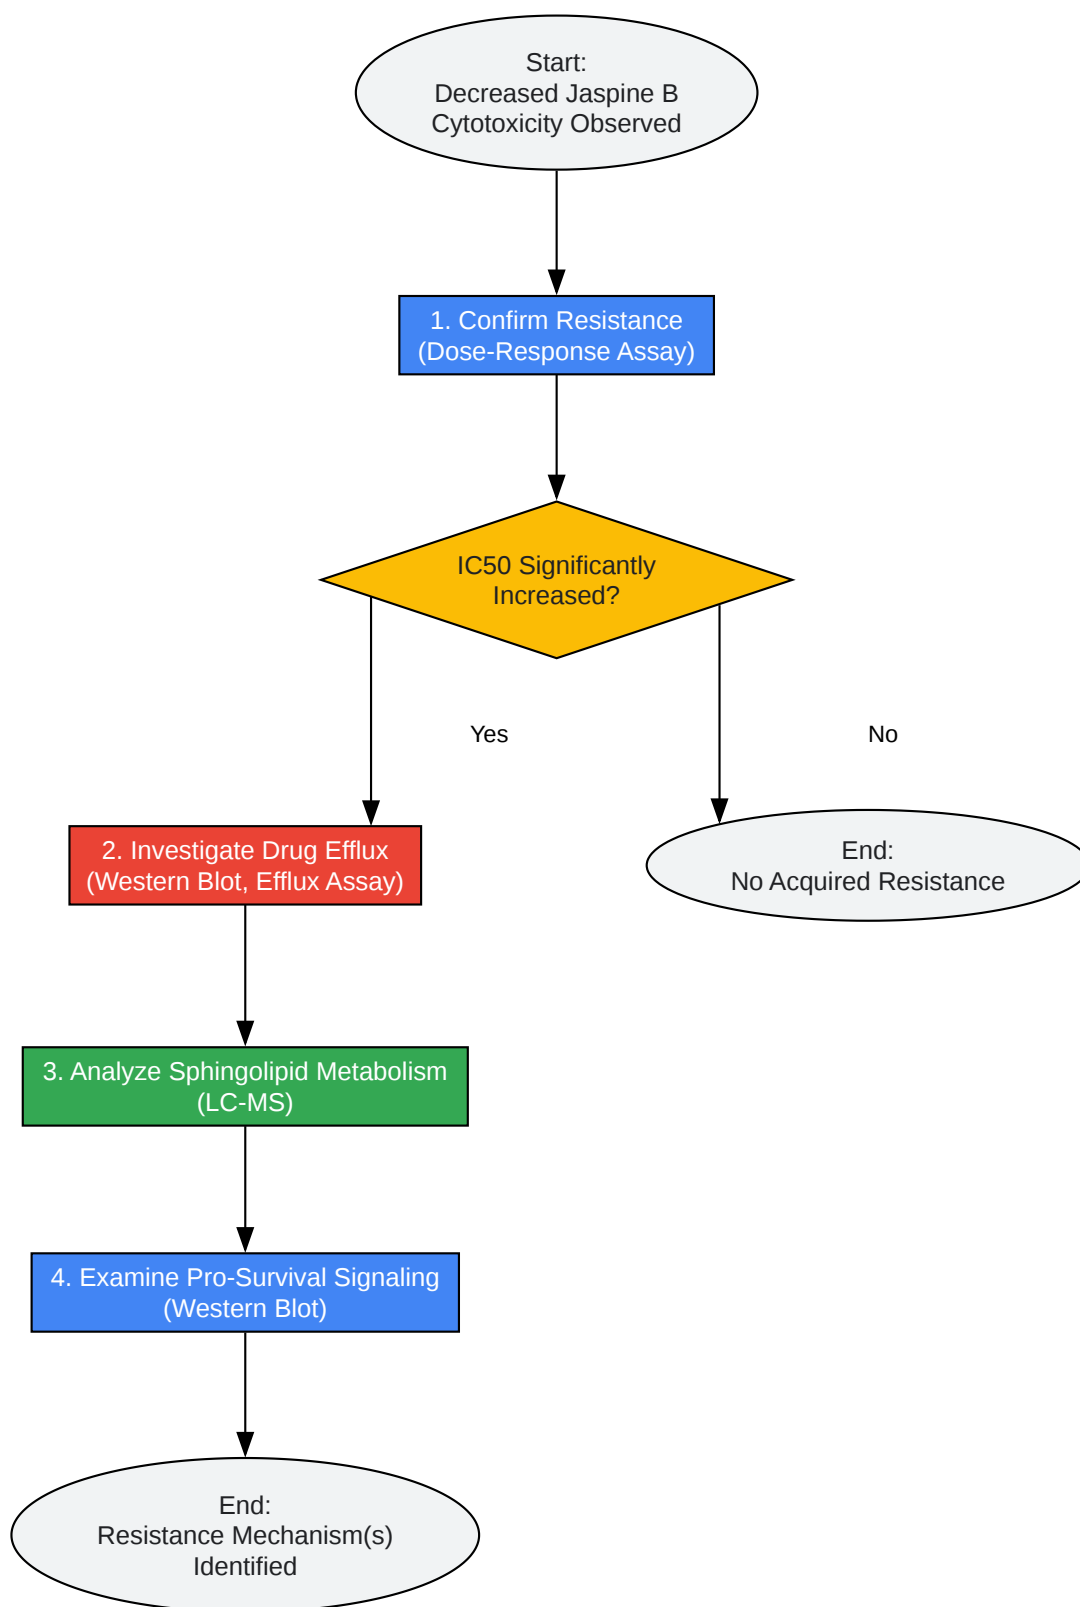 Start:
Decreased Jaspine B
Cytotoxicity Observed
1. Confirm Resistance
(Dose-Response Assay)
IC50 Significantly
Increased?
Yes
No
2. Investigate Drug Efflux
(Western Blot, Efflux Assay)
End:
No Acquired Resistance
3. Analyze Sphingolipid Metabolism
(LC-MS)
4. Examine Pro-Survival Signaling
(Western Blot)
End:
Resistance Mechanism(s)
Identified